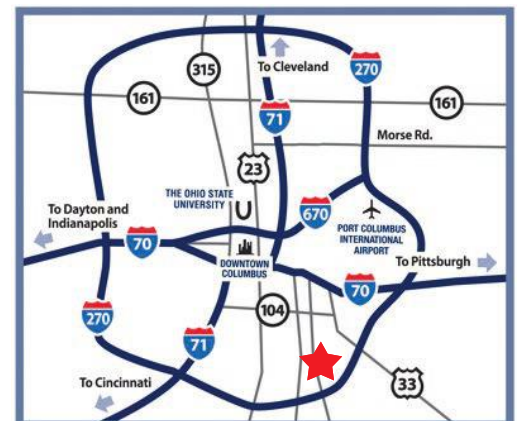 315
To Cleveland
270
161
161
71
Morse Rd.
23
THE OHIO STATE
UNIVERSITY
670
To Dayton and
Indianapolis
PORT COLUMBUS
INTERNATIONAL
AIRPORT
70
DOWNTOWN
COLUMBUS
To Pittsburgh
70
270
104
71
To Cincinnati
33